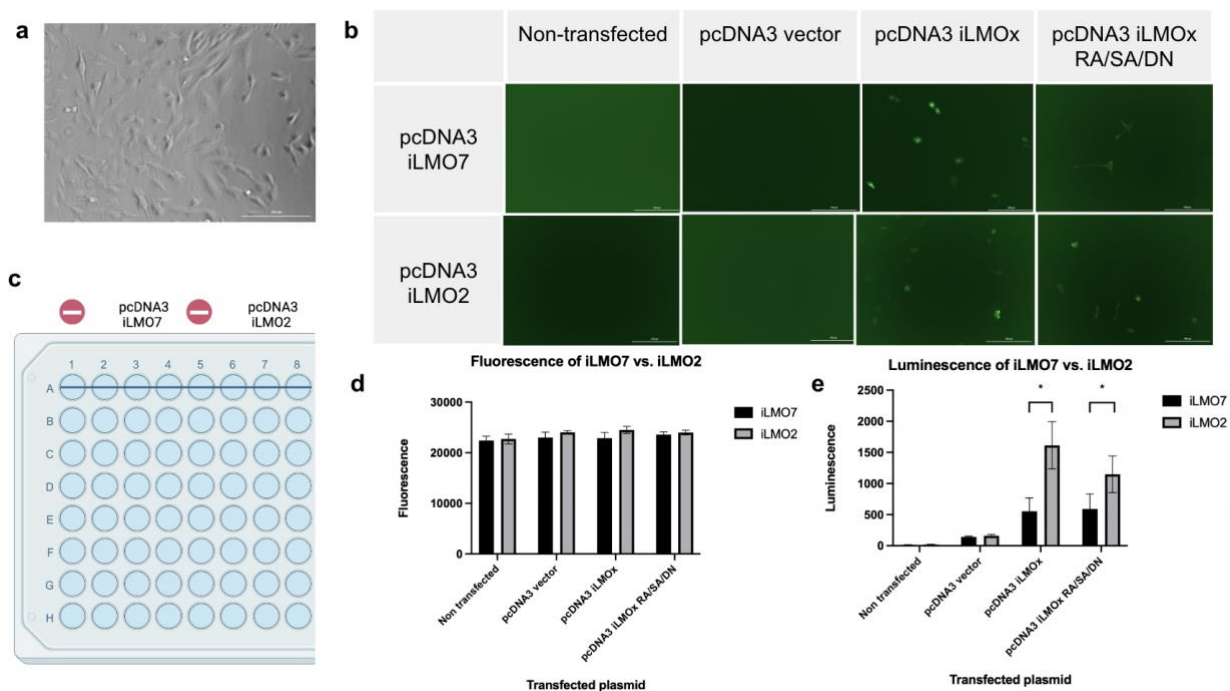 a
b
Non-transfected
pcDNA3 vector
pcDNA3 iLMOx
pcDNA3 iLMOx
RA/SA/DN
pcDNA3
iLMO7
pcDNA3
iLMO2
c
pcDNA3
iLMO7
pcDNA3
iLMO2
1 2 3 4 5 6 7 8
A
B
C
D
E
F
G
H
Fluorescence of iLMO7 vs. iLMO2
d
30000
20000
10000
0
Fluorescence
iLMO7
iLMO2
Non transfected
pcDNA3 vector
pcDNA3 iLMOx
pcDNA3 iLMOx RA/SA/DN
Transfected plasmid
Luminescence of iLMO7 vs. iLMO2
e
2500
2000
1500
1000
500
0
Luminescence
* *
iLMO7
iLMO2
Non transfected
pcDNA3 vector
pcDNA3 iLMOx
pcDNA3 iLMOx RA/SA/DN
Transfected plasmid